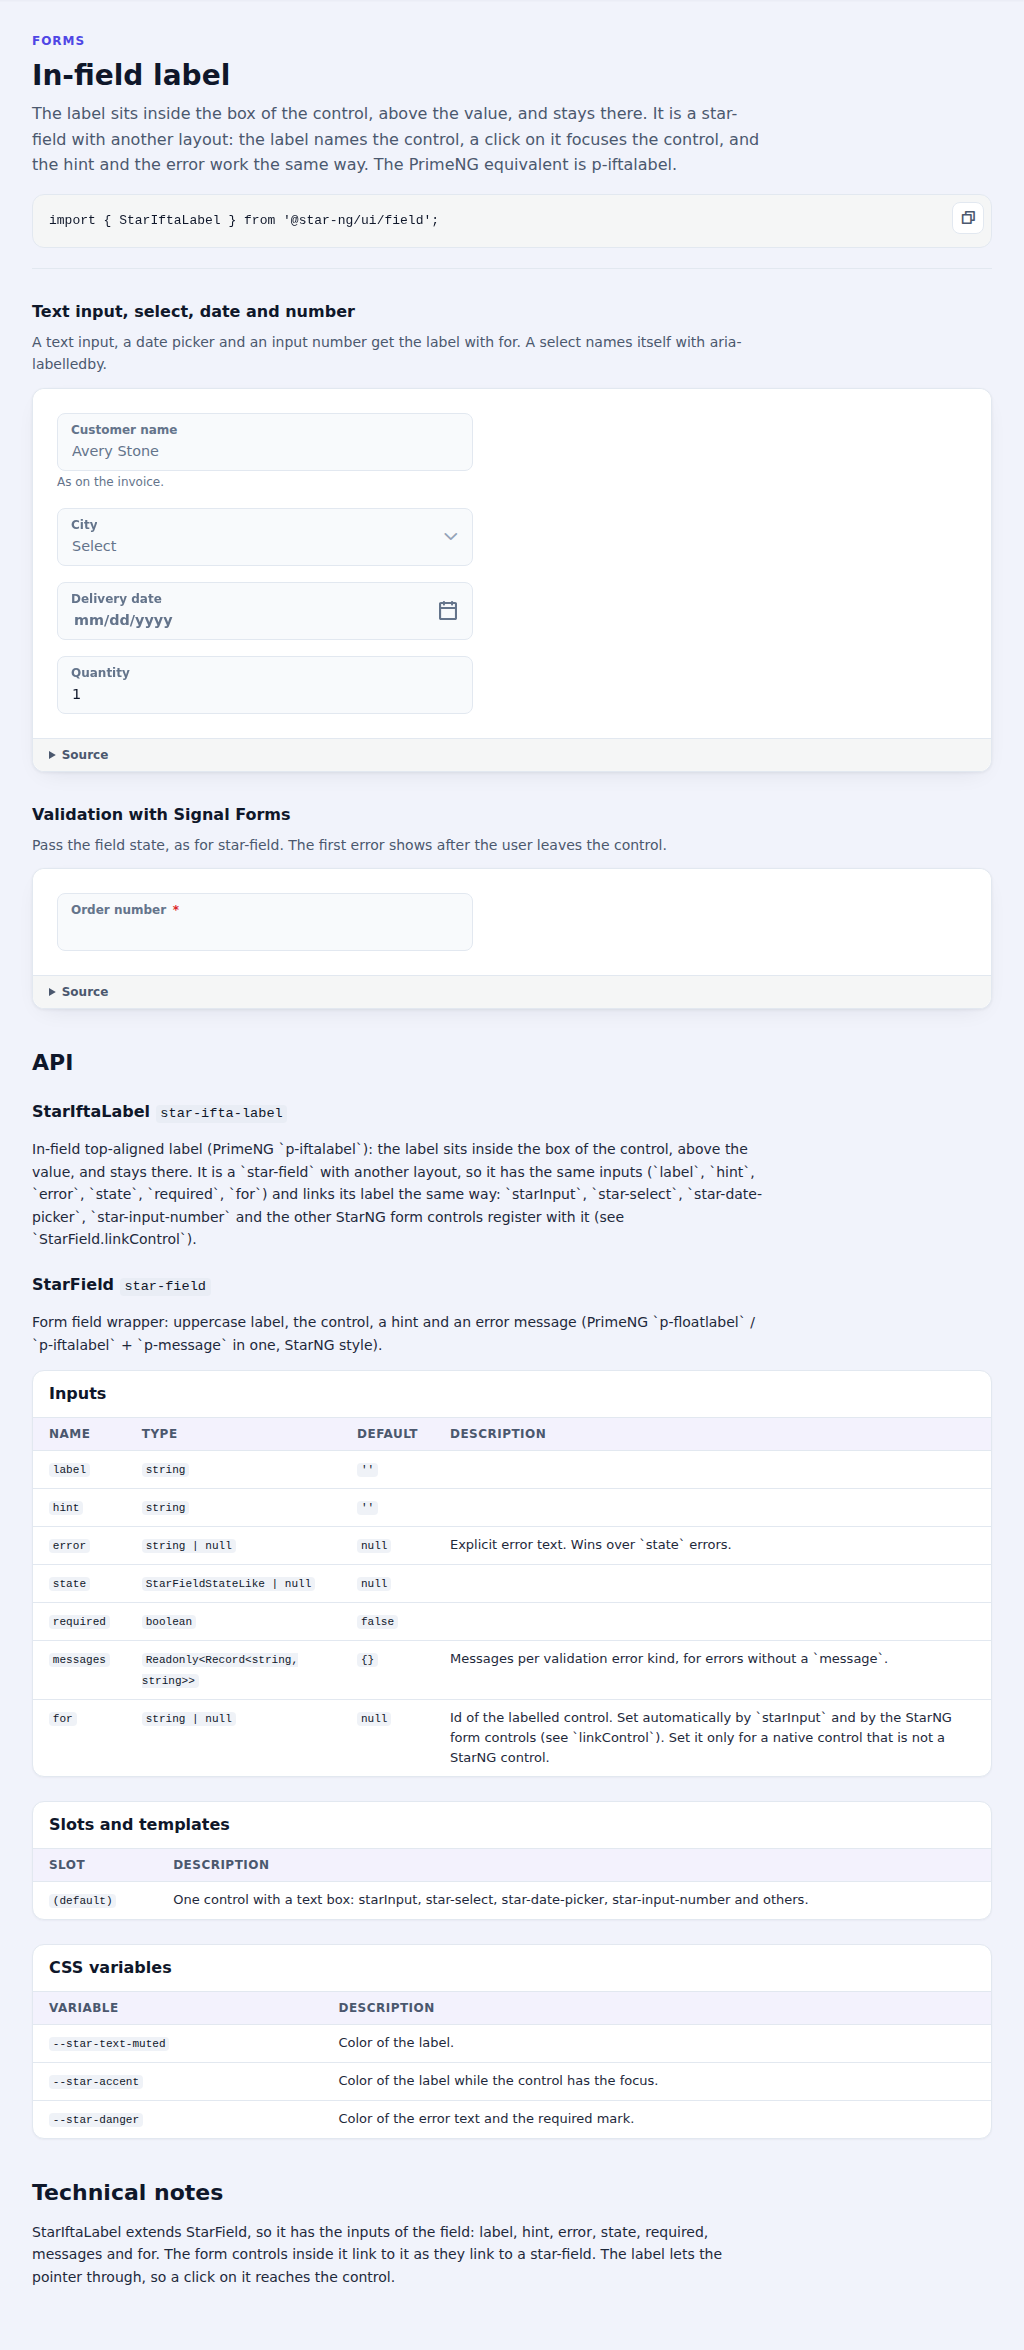 FORMS
In-field label
The label sits inside the box of the control, above the value, and stays there. It is a star-
field with another layout: the label names the control, a click on it focuses the control, and
the hint and the error work the same way. The PrimeNG equivalent is p-iftalabel.
import { StarIftaLabel } from '@star-ng/ui/field';
Text input, select, date and number
A text input, a date picker and an input number get the label with for. A select names itself with aria-
labelledby.
Customer name
Avery Stone
As on the invoice.
City
Select
Delivery date
mm/dd/yyyy
Quantity
1
Source
Validation with Signal Forms
Pass the field state, as for star-field. The first error shows after the user leaves the control.
Order number *
Source
API
StarIftaLabel star-ifta-label
In-field top-aligned label (PrimeNG `p-iftalabel`): the label sits inside the box of the control, above the
value, and stays there. It is a `star-field` with another layout, so it has the same inputs (`label`, `hint`,
`error`, `state`, `required`, `for`) and links its label the same way: `starInput`, `star-select`, `star-date-
picker`, `star-input-number` and the other StarNG form controls register with it (see
`StarField.linkControl`).
StarField star-field
Form field wrapper: uppercase label, the control, a hint and an error message (PrimeNG `p-floatlabel` /
`p-iftalabel` + `p-message` in one, StarNG style).
Inputs
NAME TYPE DEFAULT DESCRIPTION
label string ''
hint string ''
error string | null null Explicit error text. Wins over `state` errors.
state StarFieldStateLike | null null
required boolean false
messages Readonly<Record<string, {} Messages per validation error kind, for errors without a `message`.
string>>
for string | null null Id of the labelled control. Set automatically by `starInput` and by the StarNG
form controls (see `linkControl`). Set it only for a native control that is not a
StarNG control.
Slots and templates
SLOT DESCRIPTION
(default) One control with a text box: starInput, star-select, star-date-picker, star-input-number and others.
CSS variables
VARIABLE DESCRIPTION
--star-text-muted Color of the label.
--star-accent Color of the label while the control has the focus.
--star-danger Color of the error text and the required mark.
Technical notes
StarIftaLabel extends StarField, so it has the inputs of the field: label, hint, error, state, required,
messages and for. The form controls inside it link to it as they link to a star-field. The label lets the
pointer through, so a click on it reaches the control.